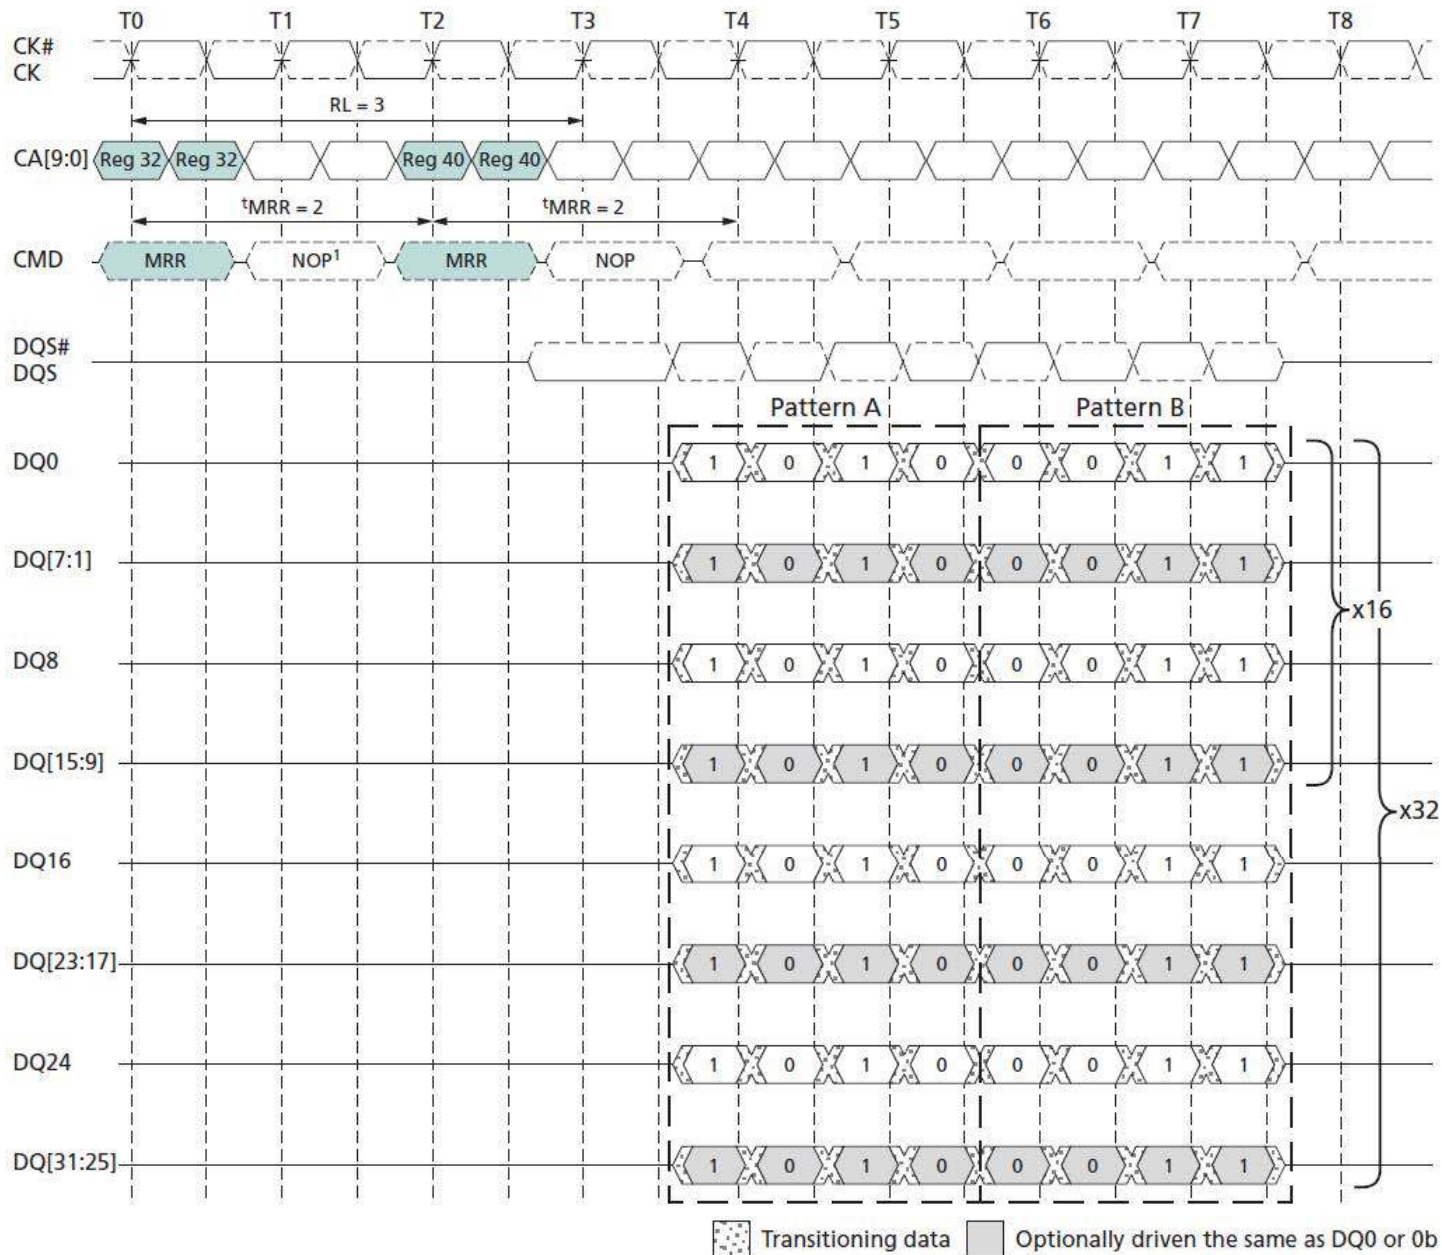 T0 T1 T2 T3 T4 T5 T6 T7 T8
CK#
CK
RL = 3
CA[9:0] Reg 32 Reg 32 Reg 40 Reg 40
tMRR = 2 tMRR = 2
CMD MRR NOP1 MRR NOP
DQS#
DQS
Pattern A Pattern B
DQ0 1 0 1 0 0 0 1 1
DQ[7:1] 1 0 1 0 0 0 1 1
x16
DQ8 1 0 1 0 0 0 1 1
DQ[15:9] 1 0 1 0 0 0 1 1
x32
DQ16 1 0 1 0 0 0 1 1
DQ[23:17] 1 0 1 0 0 0 1 1
DQ24 1 0 1 0 0 0 1 1
DQ[31:25] 1 0 1 0 0 0 1 1
Transitioning data Optionally driven the same as DQ0 or 0b